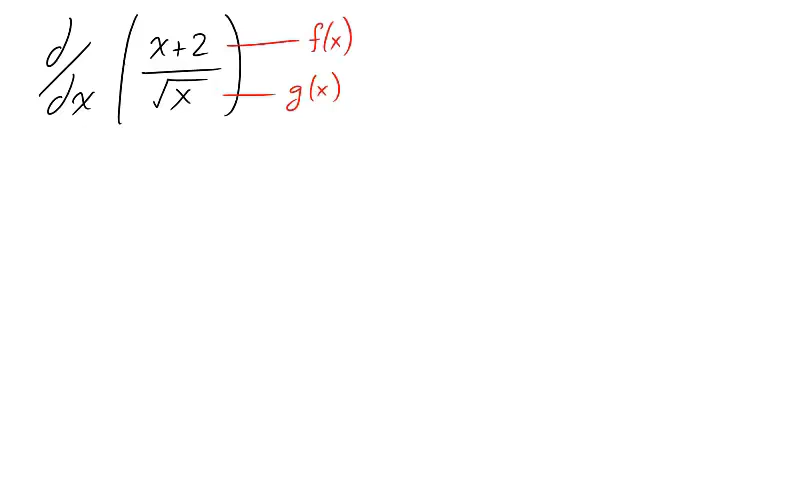 d/dx ( (x+2)/√x ) f(x)
g(x)